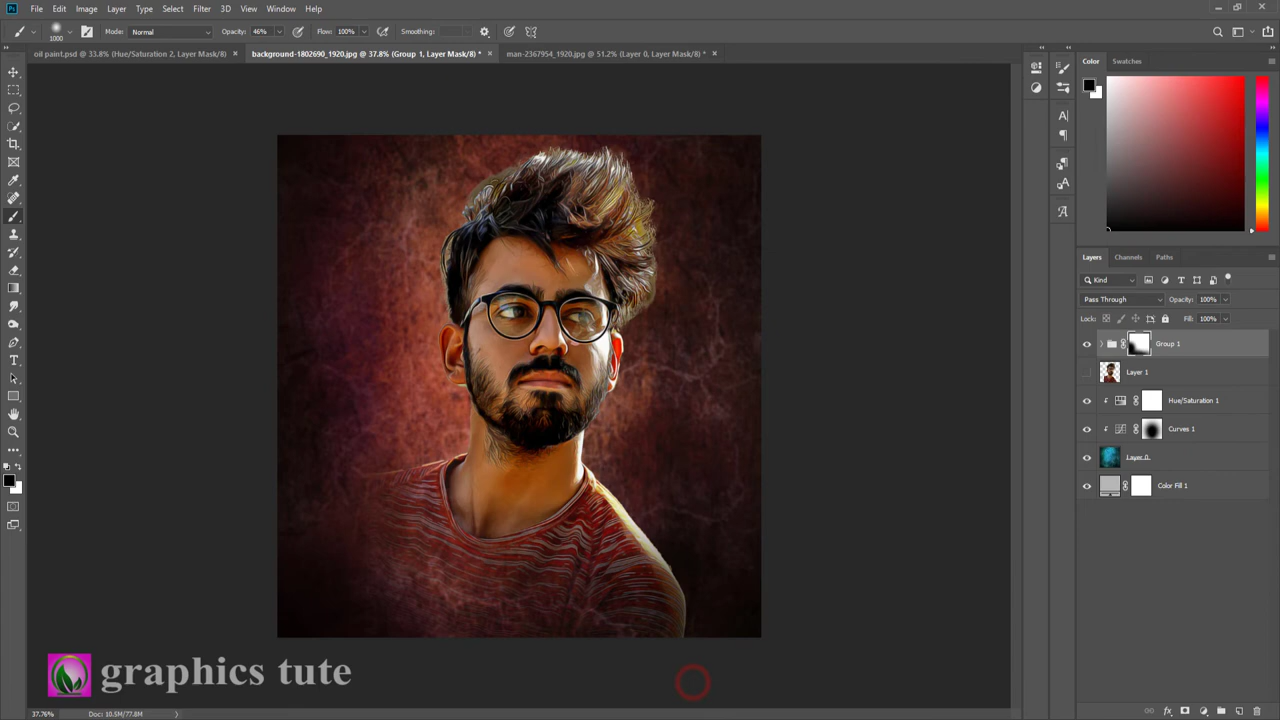 Ps File Edit Image Layer Type Select Filter 3D View Window Help
1000 Mode: Normal Opacity: 46% Flow: 100% Smoothing:
oil paint.psd @ 33.8% (Hue/Saturation 2, Layer Mask/8) × background-1802690_1920.jpg @ 37.8% (Group 1, Layer Mask/8) * × man-2367954_1920.jpg @ 51.2% (Layer 0, Layer Mask/8) * ×
Color Swatches
Layers Channels Paths
Kind
Pass Through Opacity: 100%
Lock: Fill: 100%
Group 1
Layer 1
Hue/Saturation 1
Curves 1
Layer 0
Color Fill 1
graphics tute
37.76% Doc: 10.5M/77.8M